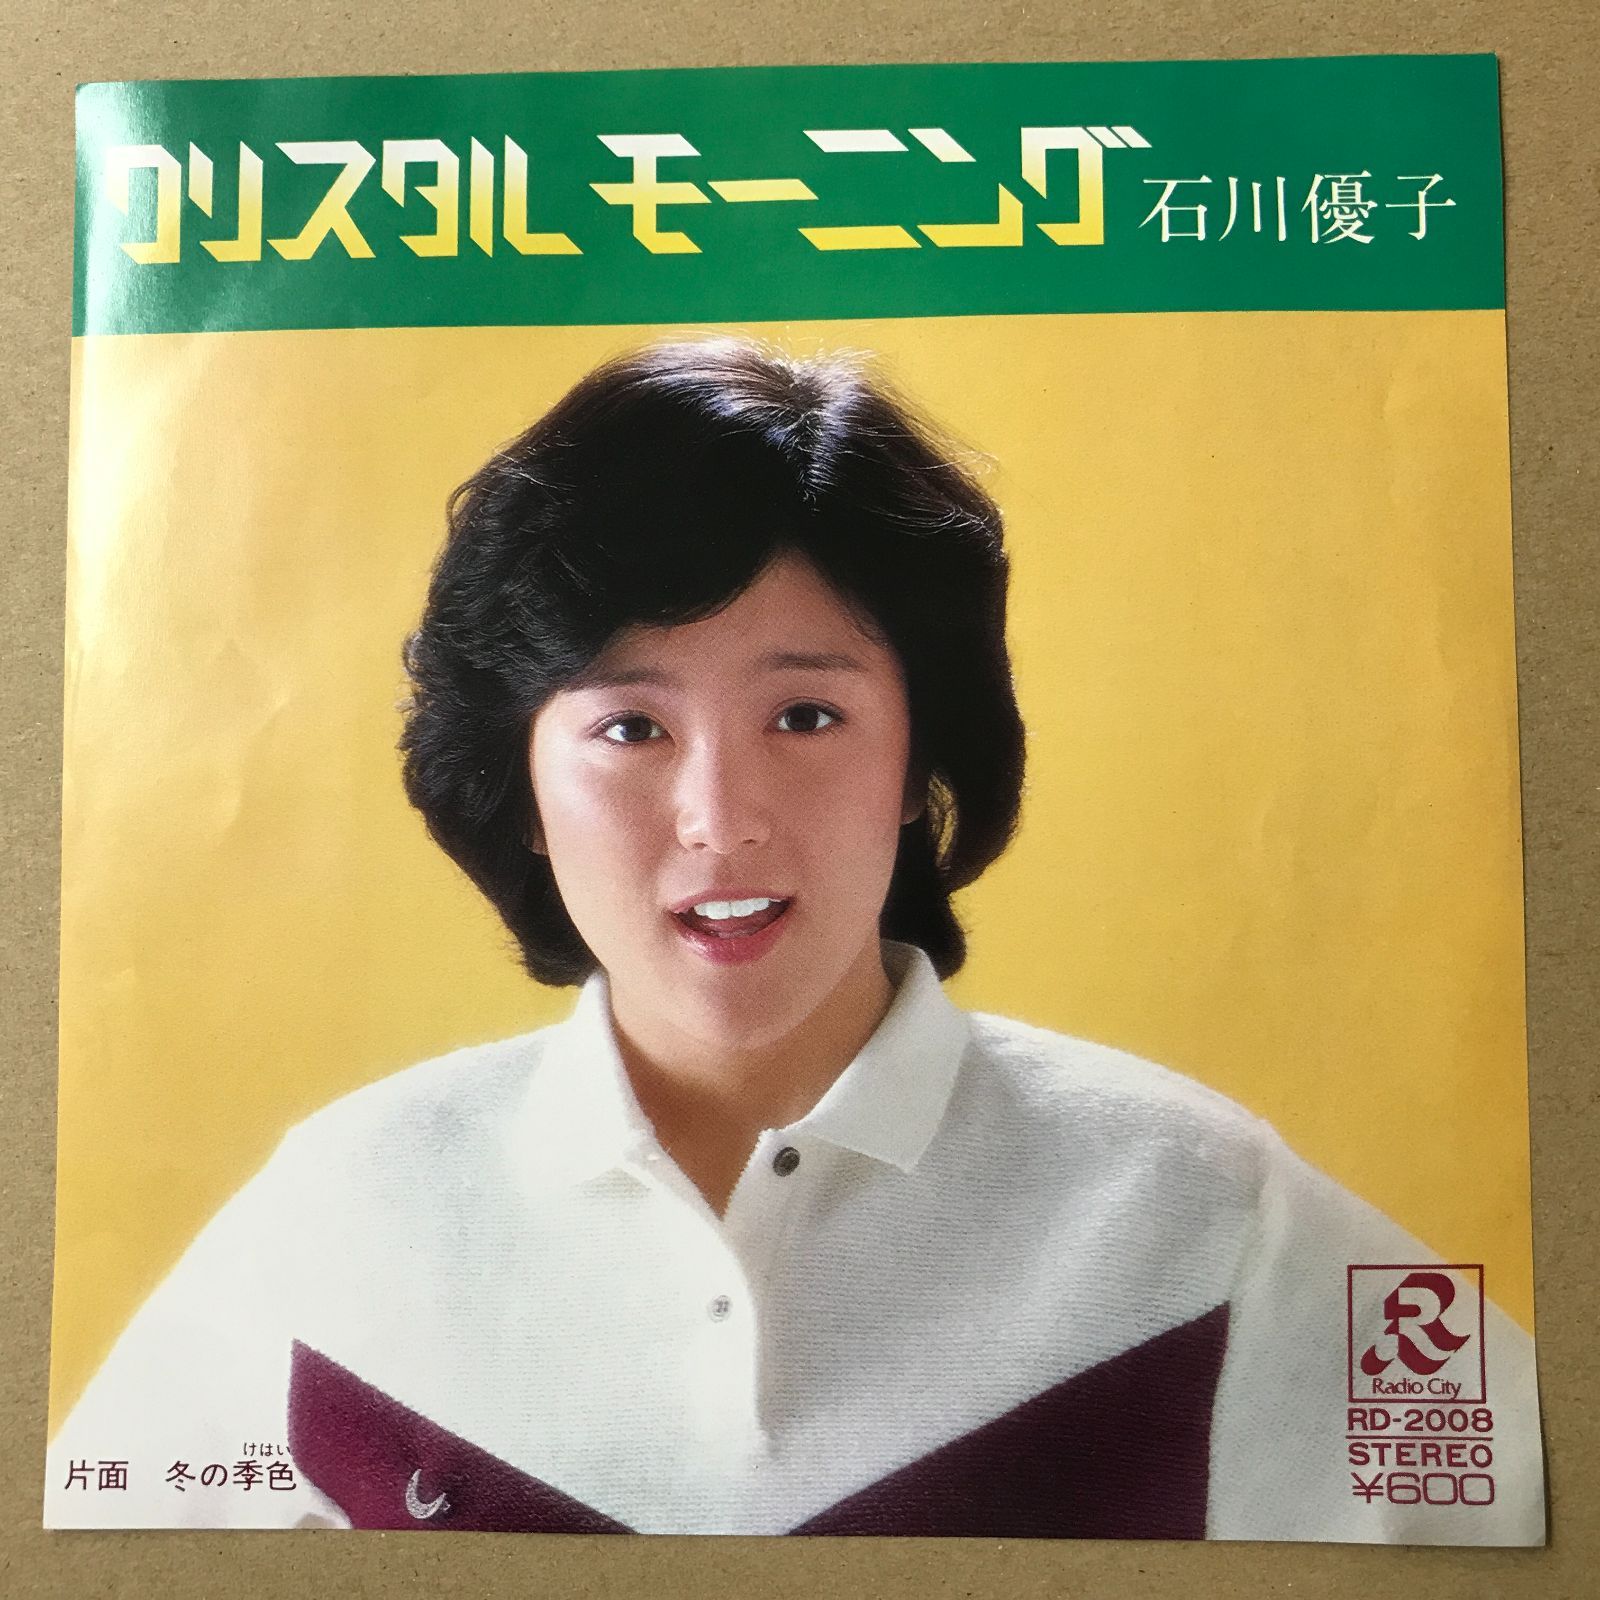 クリスタル モーニング 石川優子
けはい
片面 冬の季色
R
Radio City
RD-2008
STEREO
¥600